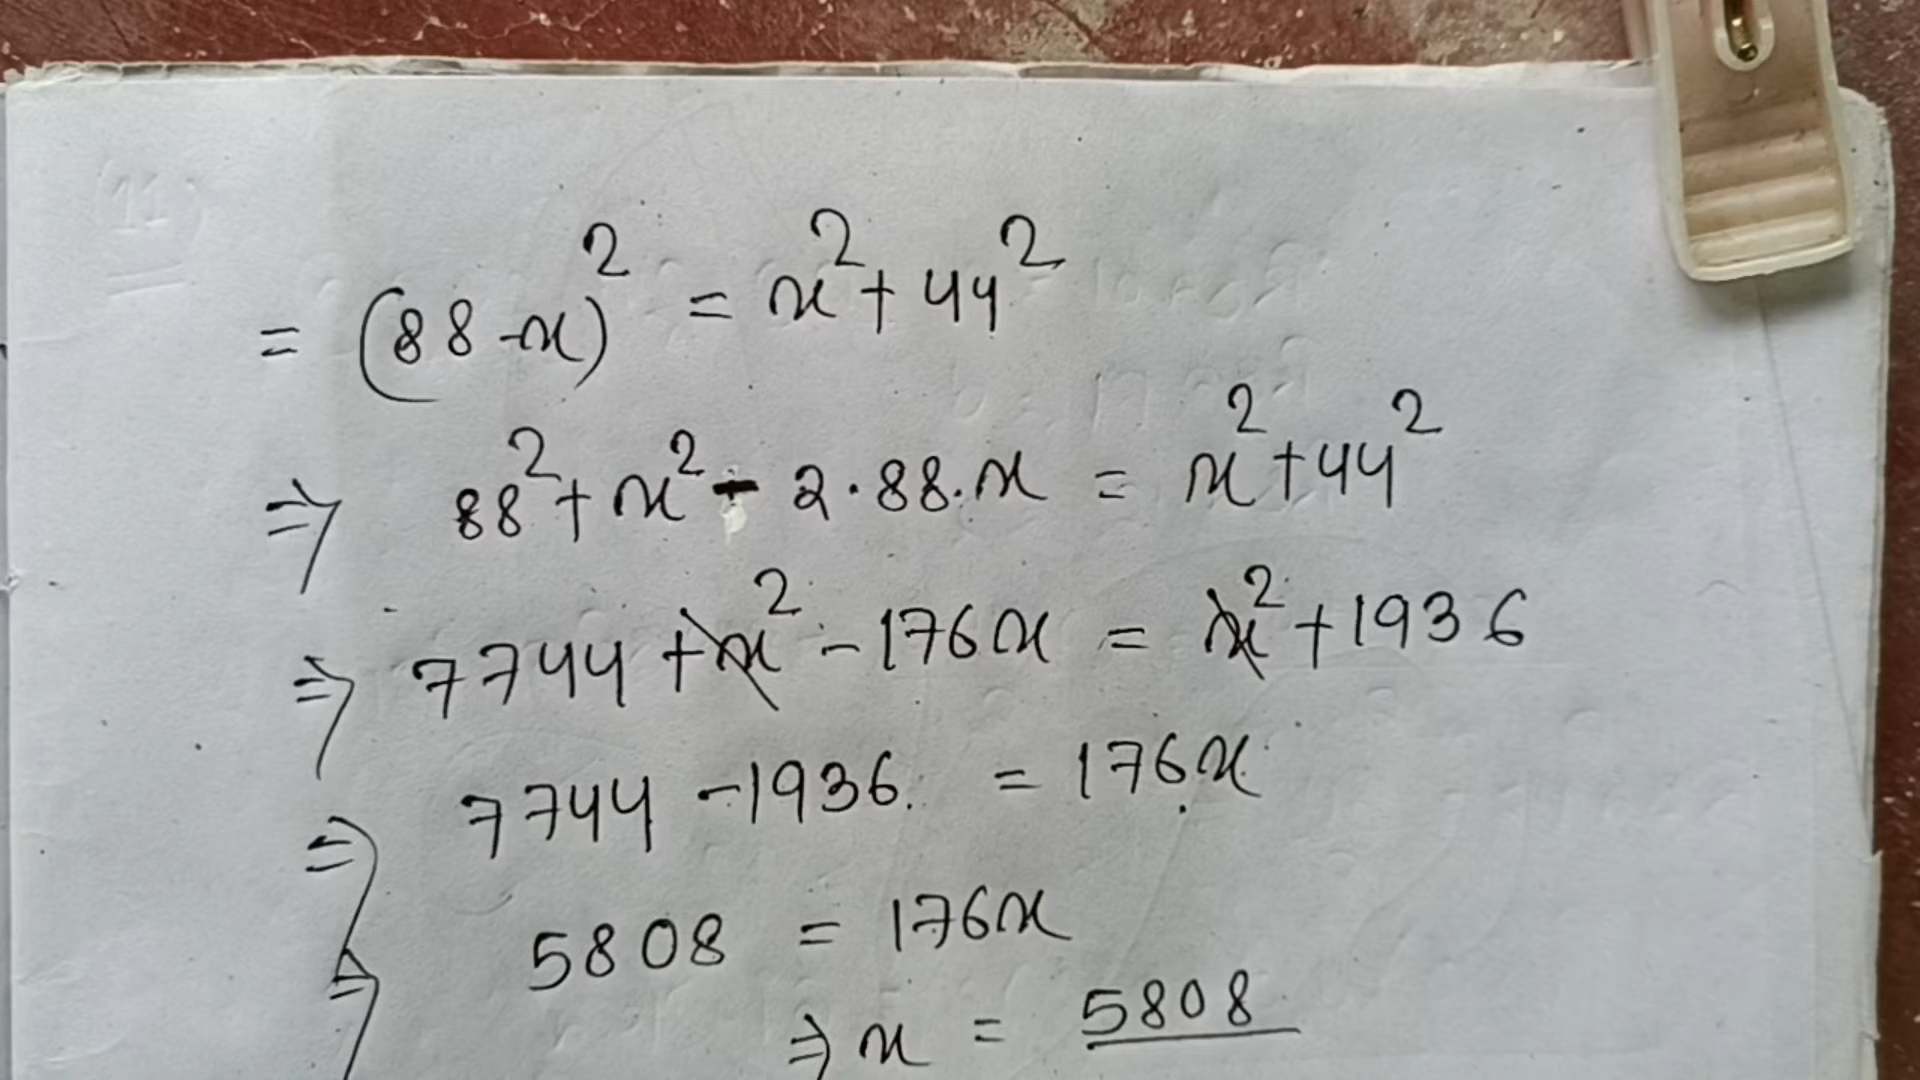 = (88-x)² = x² + 44²
⇒ 88² + x² - 2·88·x = x² + 44²
⇒ 7744 + x² - 176x = x² + 1936
⇒ 7744 - 1936 = 176x
⇒ 5808 = 176x
⇒ x = 5808